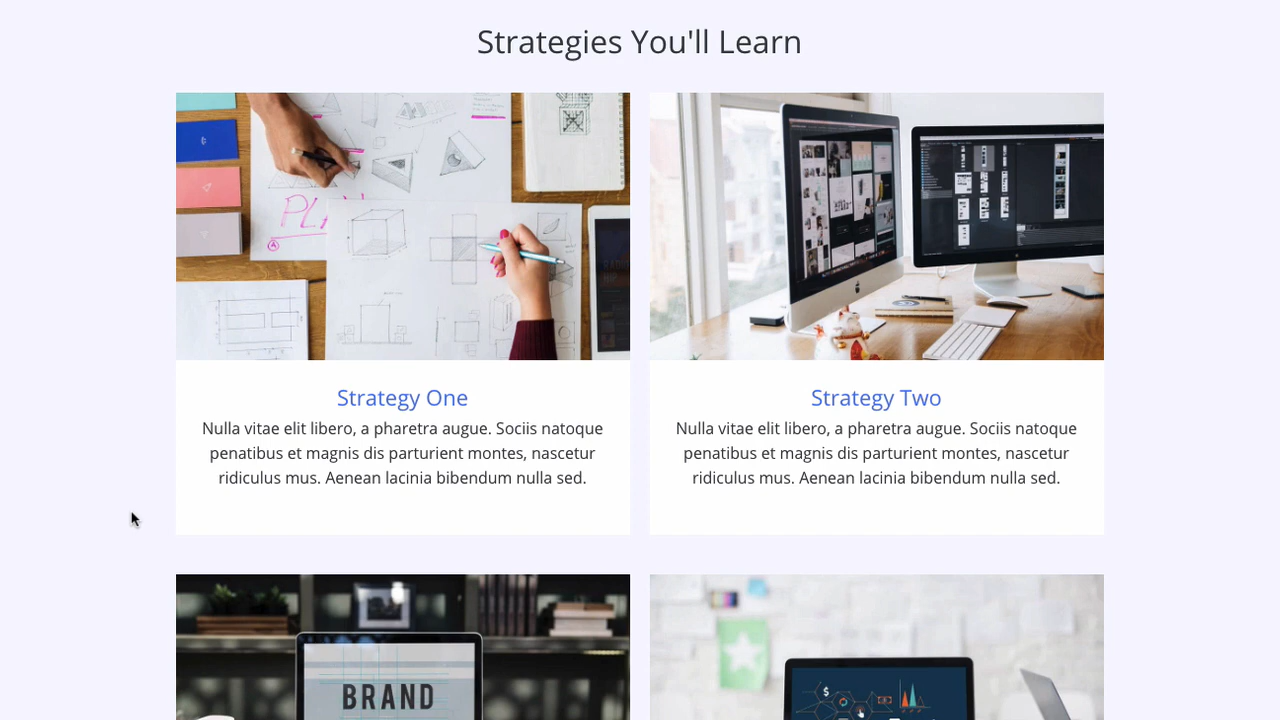 Strategies You'll Learn
PLA
A
Strategy One
Nulla vitae elit libero, a pharetra augue. Sociis natoque
penatibus et magnis dis parturient montes, nascetur
ridiculus mus. Aenean lacinia bibendum nulla sed.
Strategy Two
Nulla vitae elit libero, a pharetra augue. Sociis natoque
penatibus et magnis dis parturient montes, nascetur
ridiculus mus. Aenean lacinia bibendum nulla sed.
BRAND
$